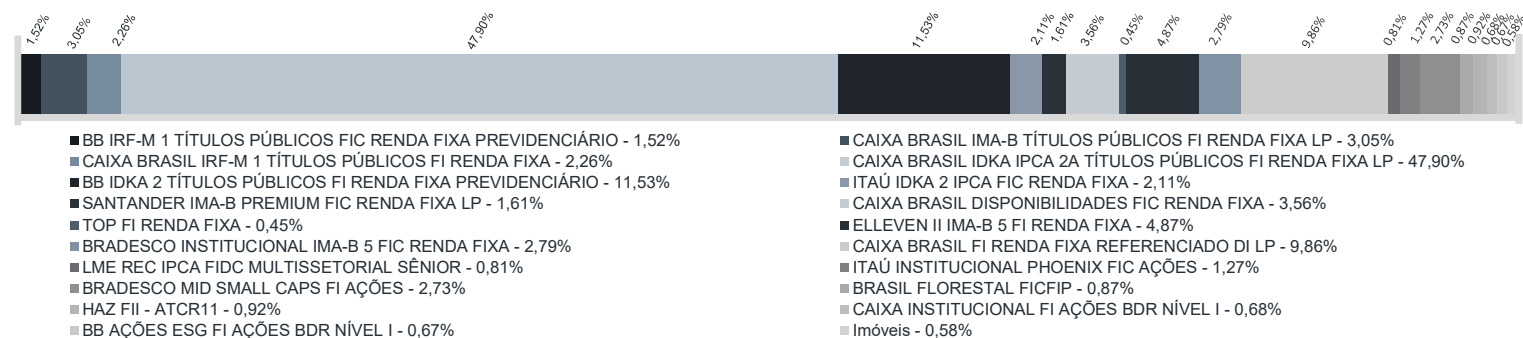 1,52%
3,05%
2,26%
47,90%
11,53%
2,11%
1,61%
3,56%
0,45%
4,87%
2,79%
9,86%
0,81%
1,27%
2,73%
0,87%
0,92%
0,68%
0,67%
0,58%
BB IRF-M 1 TÍTULOS PÚBLICOS FIC RENDA FIXA PREVIDENCIÁRIO - 1,52%
CAIXA BRASIL IMA-B TÍTULOS PÚBLICOS FI RENDA FIXA LP - 3,05%
CAIXA BRASIL IRF-M 1 TÍTULOS PÚBLICOS FI RENDA FIXA - 2,26%
CAIXA BRASIL IDKA IPCA 2A TÍTULOS PÚBLICOS FI RENDA FIXA LP - 47,90%
BB IDKA 2 TÍTULOS PÚBLICOS FI RENDA FIXA PREVIDENCIÁRIO - 11,53%
ITAÚ IDKA 2 IPCA FIC RENDA FIXA - 2,11%
SANTANDER IMA-B PREMIUM FIC RENDA FIXA LP - 1,61%
CAIXA BRASIL DISPONIBILIDADES FIC RENDA FIXA - 3,56%
TOP FI RENDA FIXA - 0,45%
ELLEVEN II IMA-B 5 FI RENDA FIXA - 4,87%
BRADESCO INSTITUCIONAL IMA-B 5 FIC RENDA FIXA - 2,79%
CAIXA BRASIL FI RENDA FIXA REFERENCIADO DI LP - 9,86%
LME REC IPCA FIDC MULTISSETORIAL SÊNIOR - 0,81%
ITAÚ INSTITUCIONAL PHOENIX FIC AÇÕES - 1,27%
BRADESCO MID SMALL CAPS FI AÇÕES - 2,73%
BRASIL FLORESTAL FICFIP - 0,87%
HAZ FII - ATCR11 - 0,92%
CAIXA INSTITUCIONAL FI AÇÕES BDR NÍVEL I - 0,68%
BB AÇÕES ESG FI AÇÕES BDR NÍVEL I - 0,67%
Imóveis - 0,58%